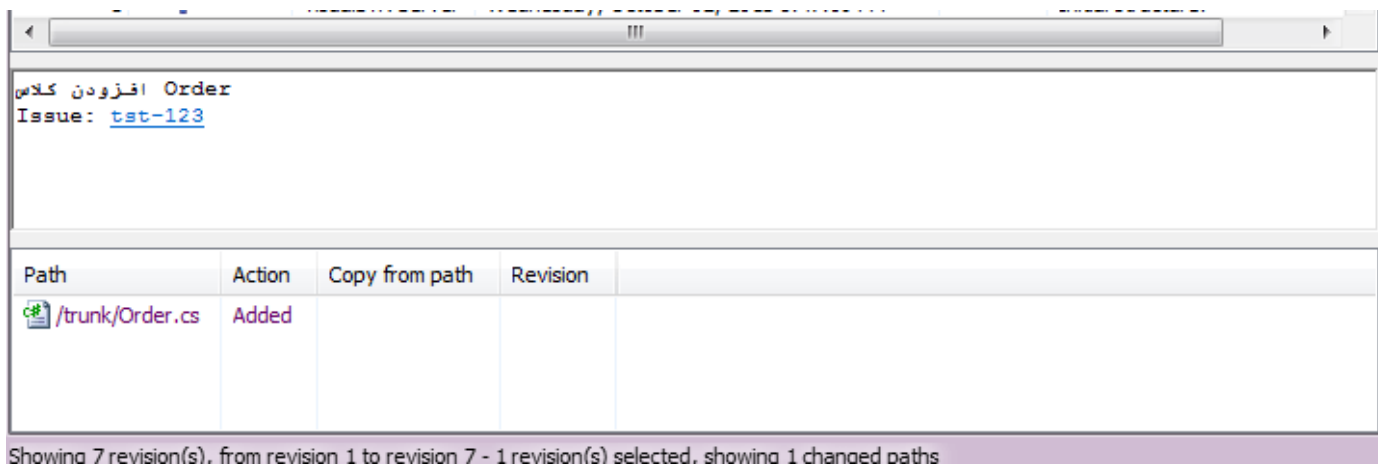 افزودن کلاس Order
Issue: tst-123
Path Action Copy from path Revision
/trunk/Order.cs Added
Showing 7 revision(s), from revision 1 to revision 7 - 1 revision(s) selected, showing 1 changed paths